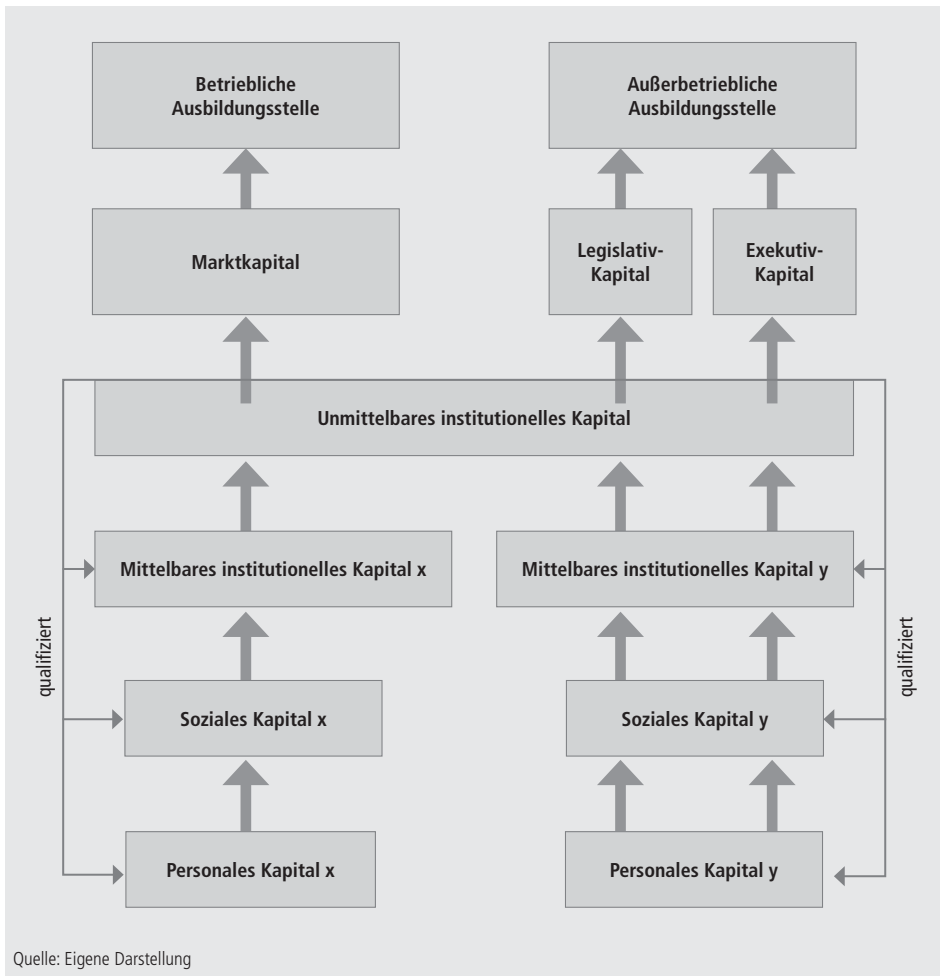 Betriebliche
Ausbildungsstelle
Außerbetriebliche
Ausbildungsstelle
Marktkapital
Legislativ-
Kapital
Exekutiv-
Kapital
Unmittelbares institutionelles Kapital
Mittelbares institutionelles Kapital x
Mittelbares institutionelles Kapital y
qualifiziert
qualifiziert
Soziales Kapital x
Soziales Kapital y
Personales Kapital x
Personales Kapital y
Quelle: Eigene Darstellung